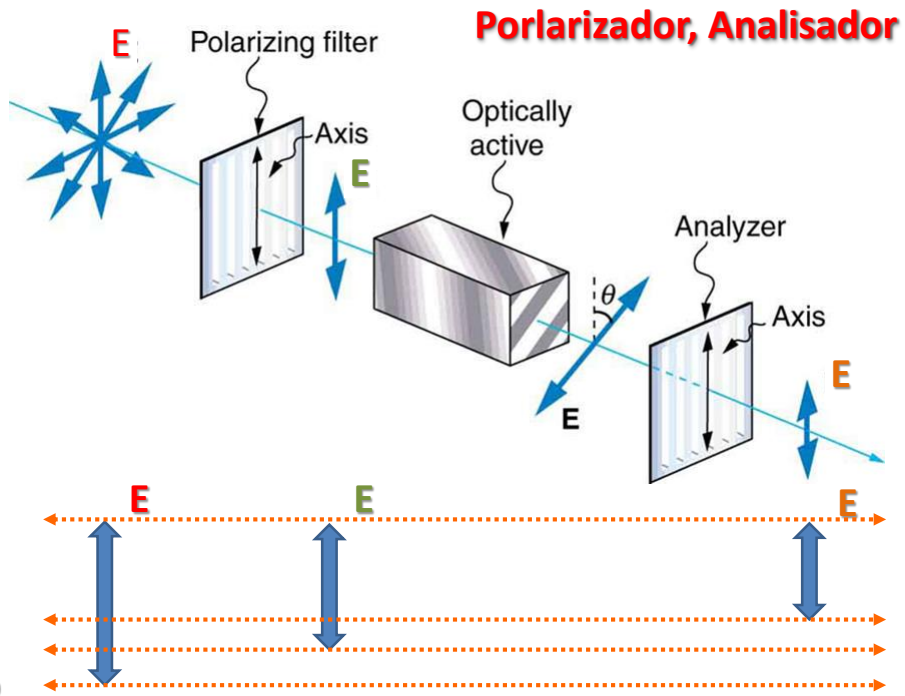 Porlarizador, Analisador
E
Polarizing filter
Axis
E
Optically
active
θ
E
Analyzer
Axis
E
E
E
E